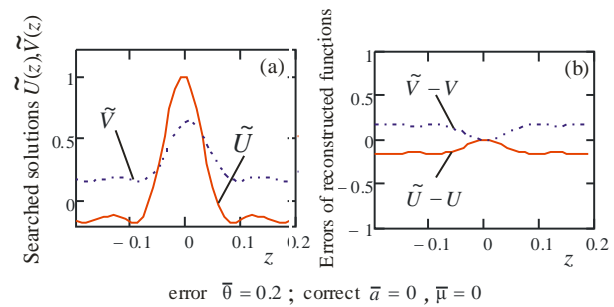 Searched solutions Ũ(z),Ṽ(z)
1
0.5
0
− 0.1
0
0.1
0.2
z
(a)
Ṽ
Ũ
Errors of reconstructed functions
1
0.5
0
− 0.5
− 1
− 0.1
0
0.1
0.2
z
(b)
Ṽ − V
Ũ − U
error θ̅ = 0.2 ; correct a̅ = 0 , μ̅ = 0